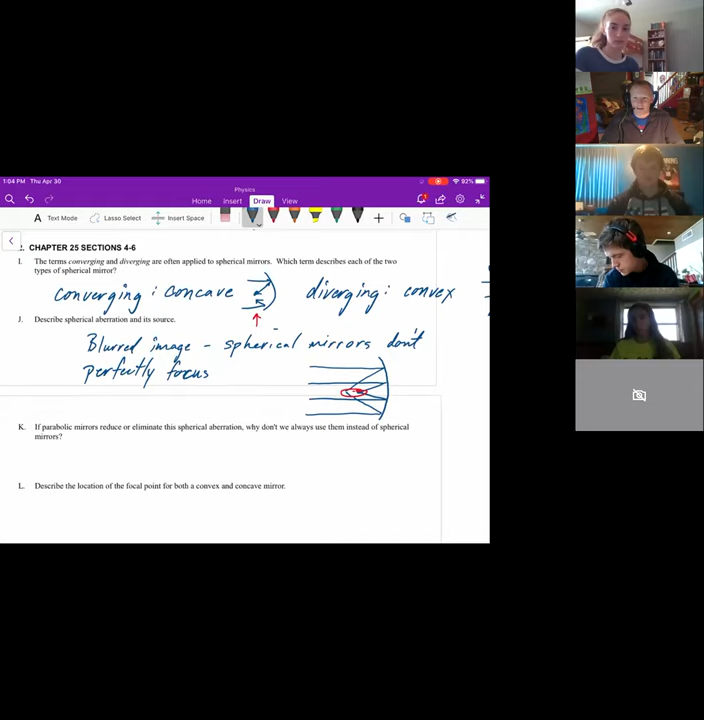 1:04 PM Thu Apr 30
92%
Physics
Home Insert Draw View
A Text Mode Lasso Select Insert Space
CHAPTER 25 SECTIONS 4-6
I. The terms converging and diverging are often applied to spherical mirrors. Which term describes each of the two
types of spherical mirror?
converging : concave diverging : convex
J. Describe spherical aberration and its source.
Blurred image - spherical mirrors don't
perfectly focus
K. If parabolic mirrors reduce or eliminate this spherical aberration, why don't we always use them instead of spherical
mirrors?
L. Describe the location of the focal point for both a convex and concave mirror.